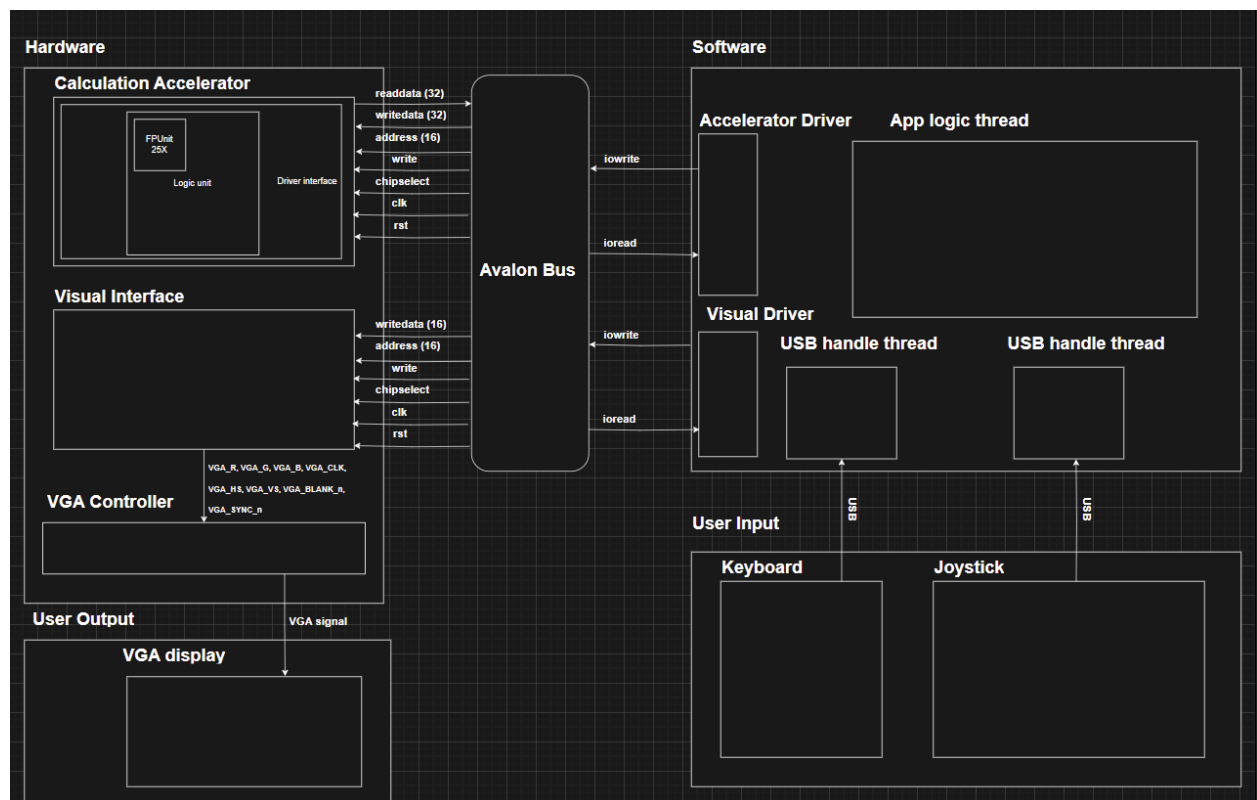 Hardware
Software
Calculation Accelerator
readdata (32)
writedata (32)
address (16)
write
chipselect
clk
rst
FPUnit
25X
Logic unit
Driver interface
Avalon Bus
Accelerator Driver
App logic thread
iowrite
ioread
Visual Interface
writedata (16)
address (16)
write
chipselect
clk
rst
Visual Driver
iowrite
ioread
USB handle thread
USB handle thread
VGA_R, VGA_G, VGA_B, VGA_CLK,
VGA_HS, VGA_VS, VGA_BLANK_n,
VGA_SYNC_n
VGA Controller
USB
USB
User Input
Keyboard
Joystick
User Output
VGA signal
VGA display